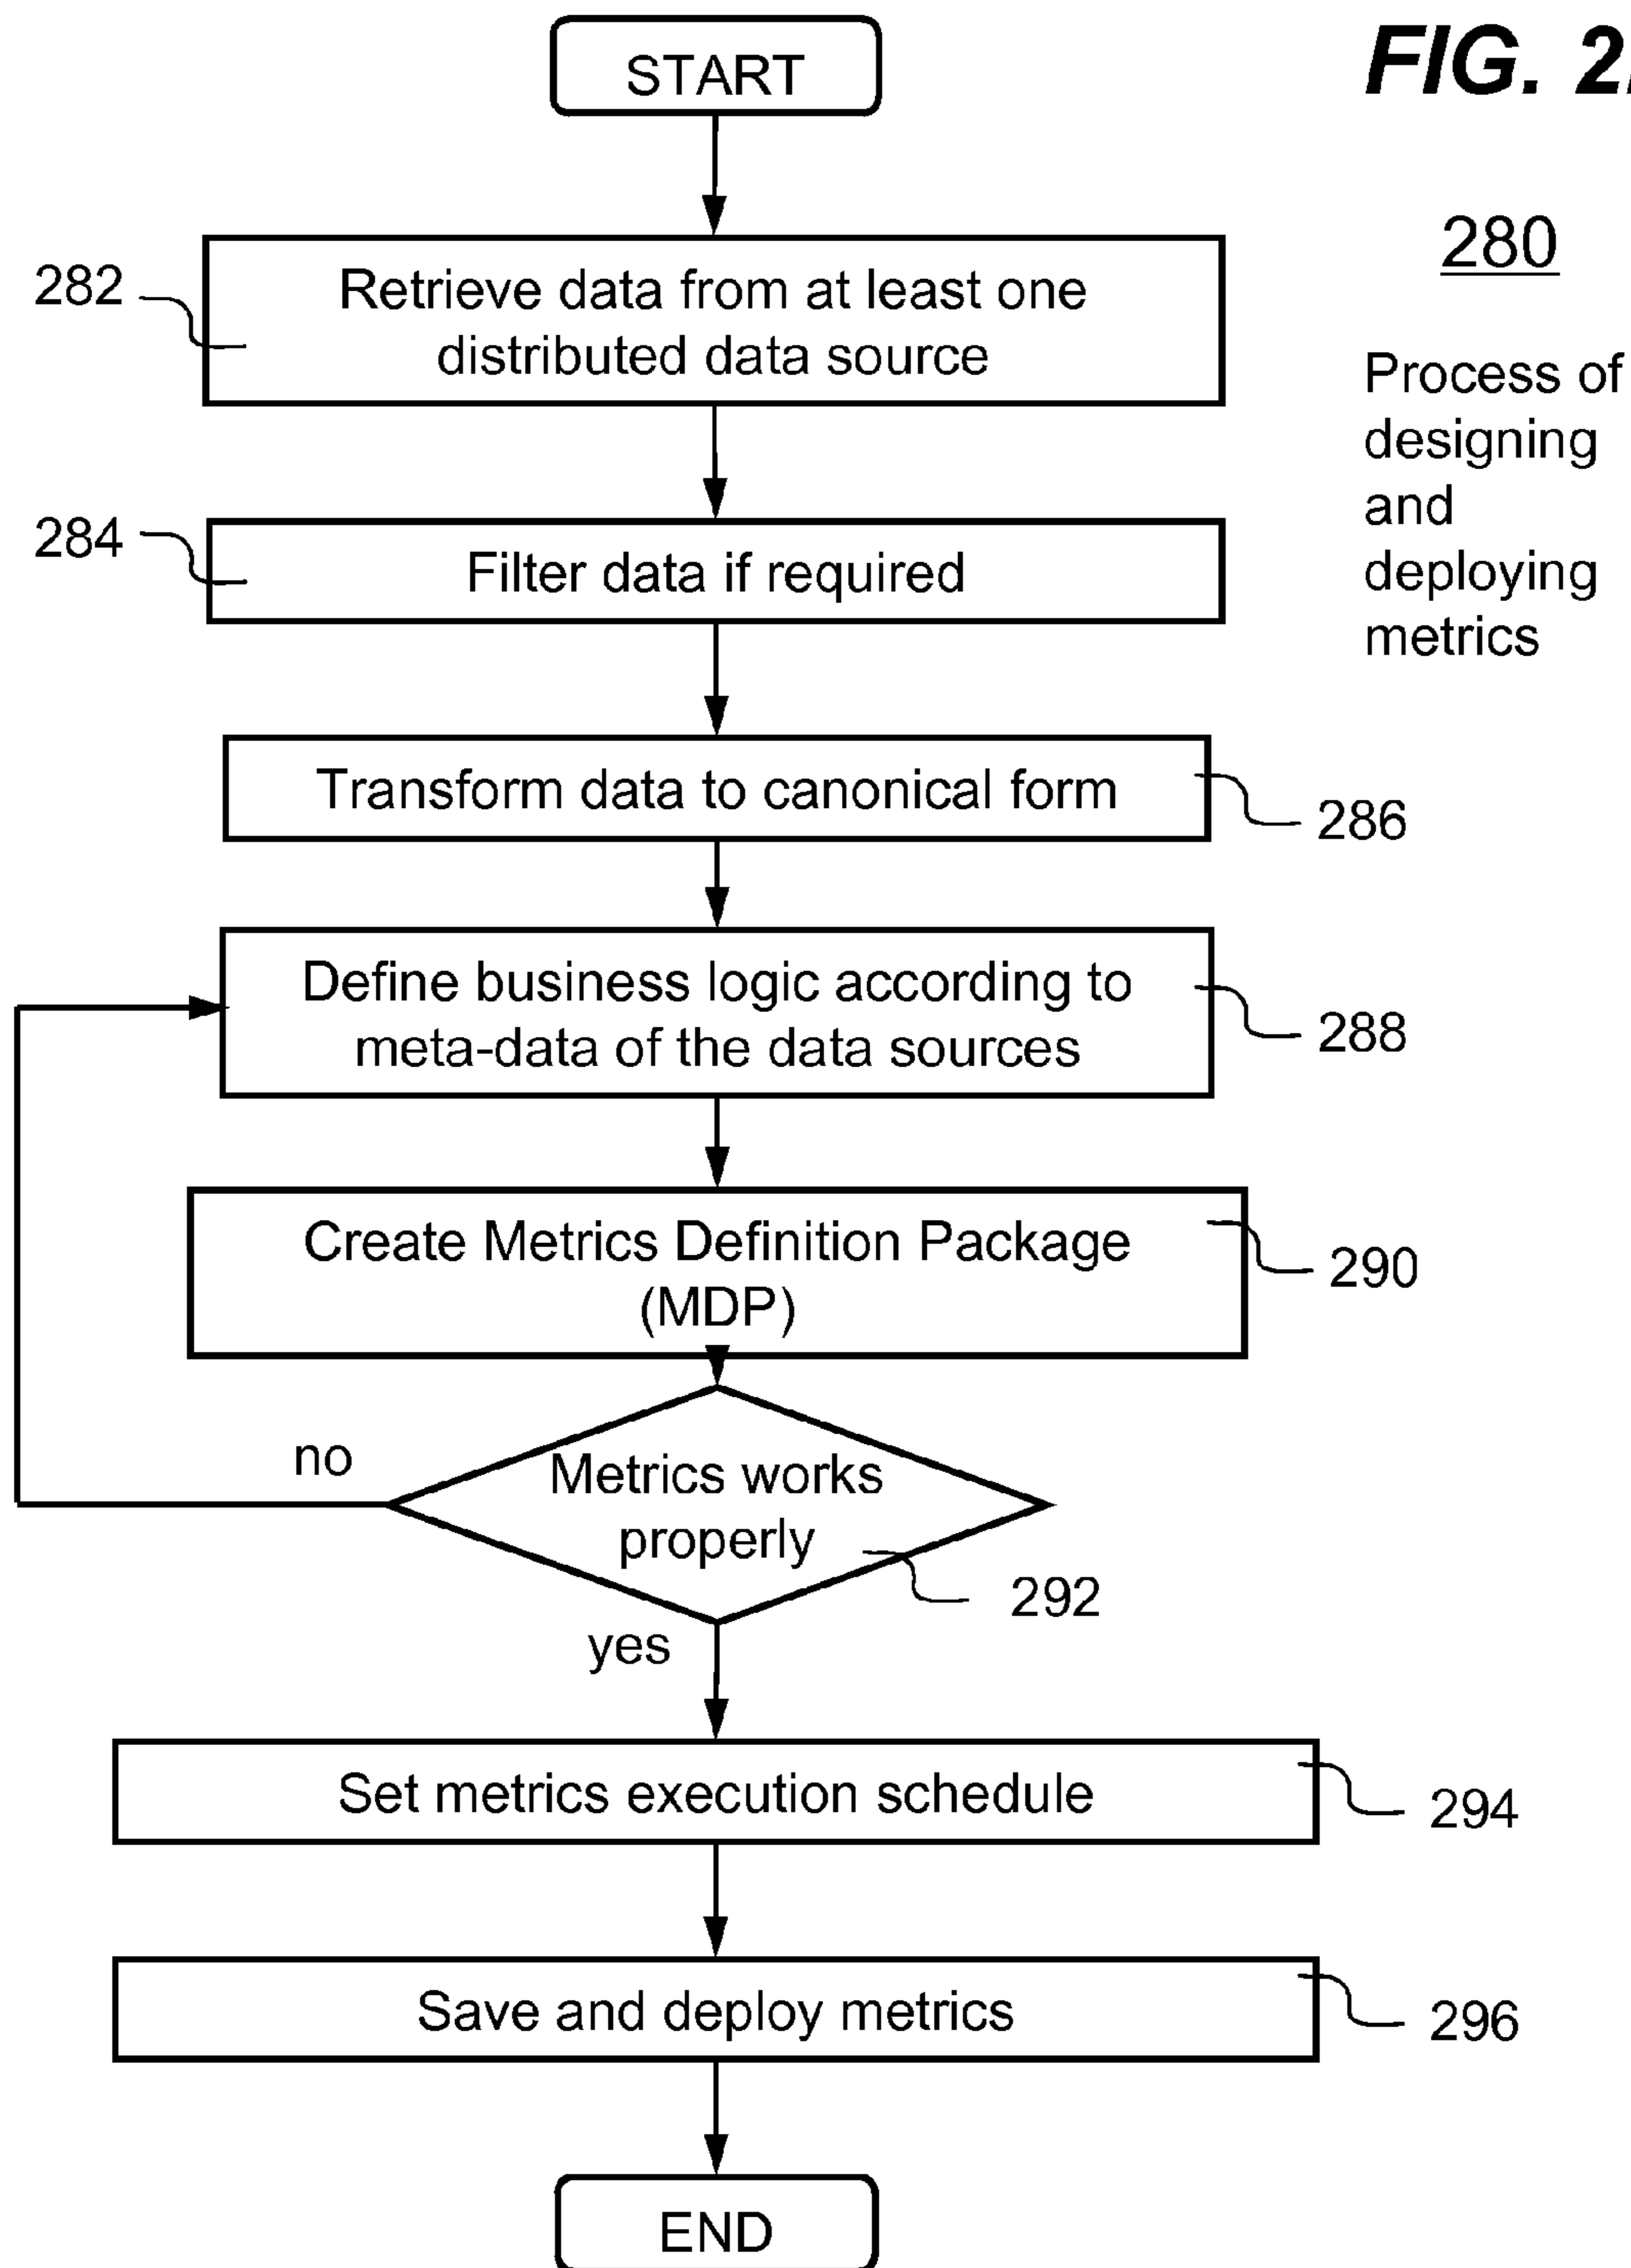 START
FIG. 2
280
Process of
designing
and
deploying
metrics
282
Retrieve data from at least one
distributed data source
284
Filter data if required
Transform data to canonical form
286
Define business logic according to
meta-data of the data sources
288
Create Metrics Definition Package
(MDP)
290
no
Metrics works
properly
292
yes
Set metrics execution schedule
294
Save and deploy metrics
296
END